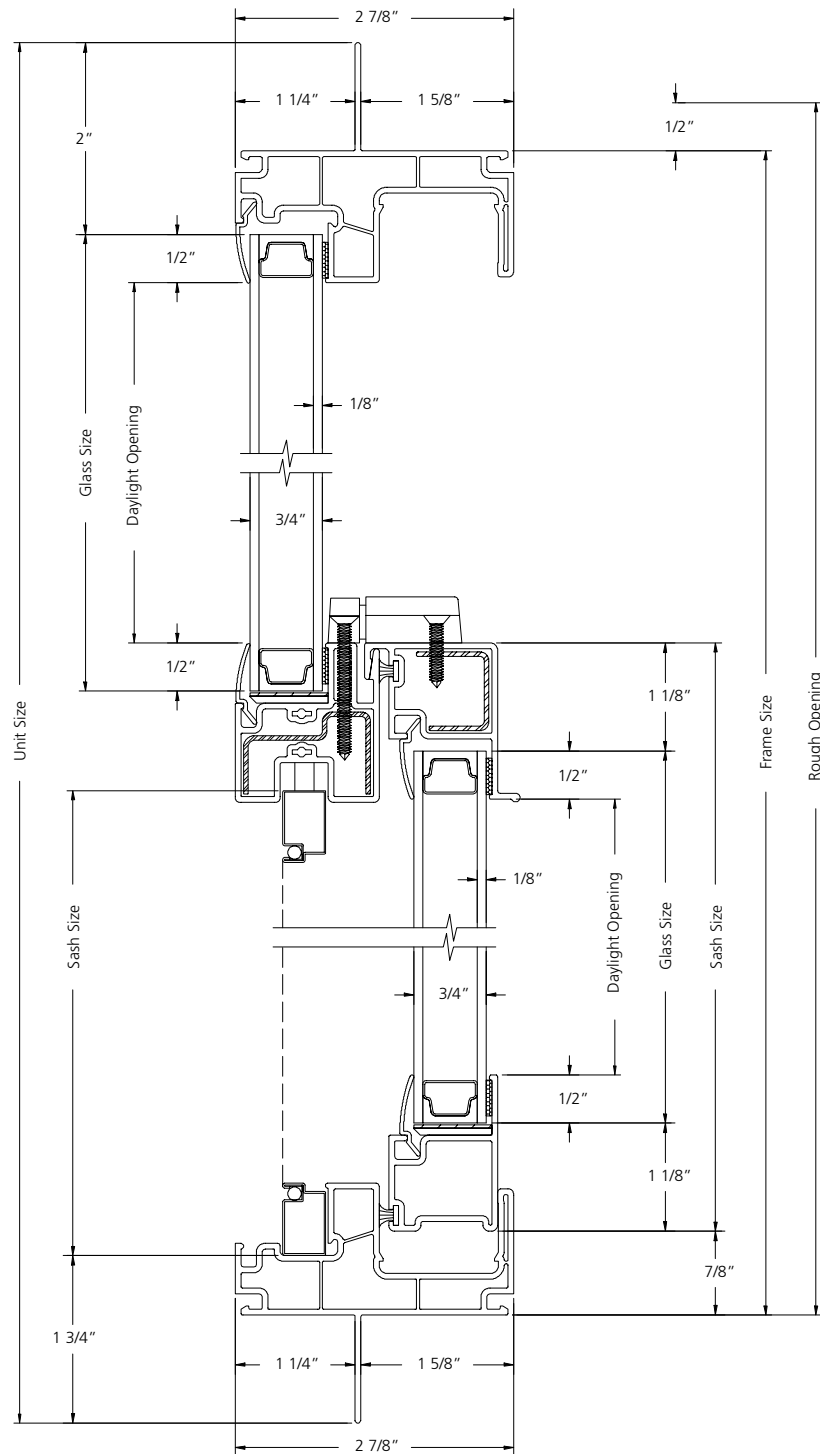 2 7/8"
1 1/4"
1 5/8"
1/2"
2"
1/2"
Glass Size
Daylight Opening
1/8"
3/4"
Unit Size
1/2"
1 1/8"
Frame Size
Rough Opening
1/2"
Sash Size
1/8"
Daylight Opening
Glass Size
Sash Size
3/4"
1/2"
1 1/8"
7/8"
1 3/4"
1 1/4"
1 5/8"
2 7/8"